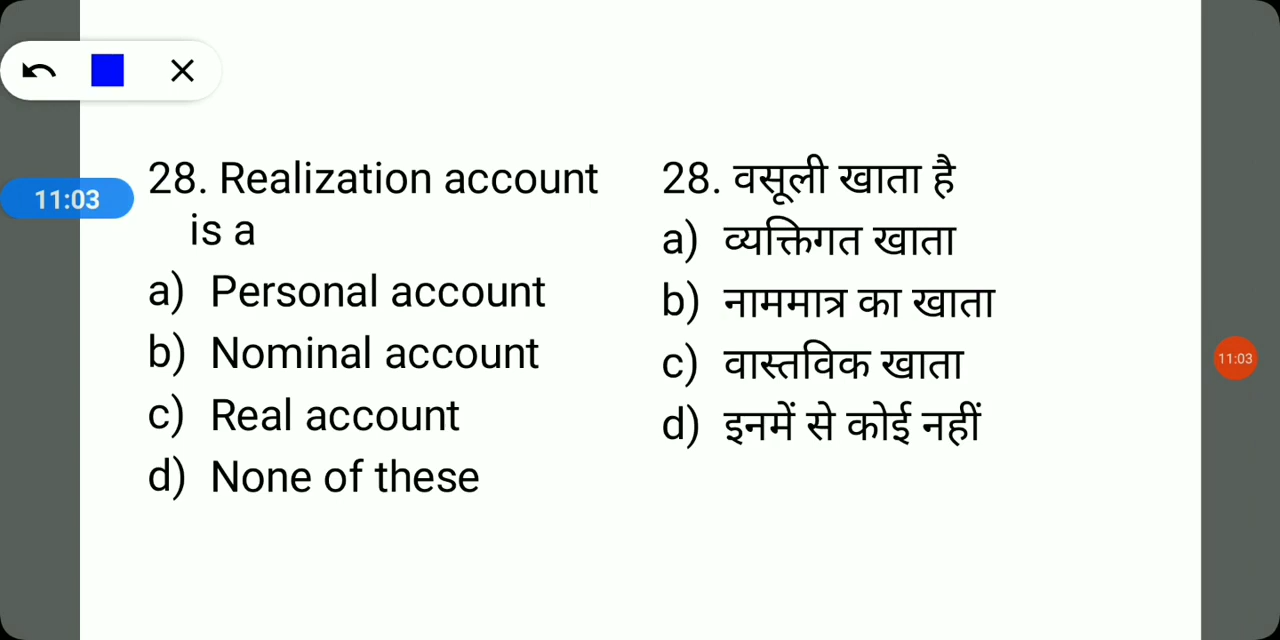 11:03
28. Realization account
is a
a) Personal account
b) Nominal account
c) Real account
d) None of these
28. वसूली खाता है
a) व्यक्तिगत खाता
b) नाममात्र का खाता
c) वास्तविक खाता
d) इनमें से कोई नहीं
11:03